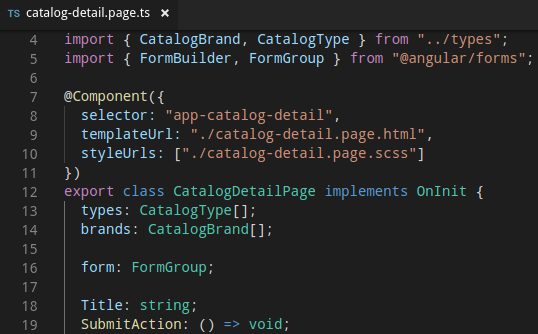 TS catalog-detail.page.ts ×
4 import { CatalogBrand, CatalogType } from "../types";
5 import { FormBuilder, FormGroup } from "@angular/forms";
6
7 @Component({
8   selector: "app-catalog-detail",
9   templateUrl: "./catalog-detail.page.html",
10   styleUrls: ["./catalog-detail.page.scss"]
11 })
12 export class CatalogDetailPage implements OnInit {
13   types: CatalogType[];
14   brands: CatalogBrand[];
15
16   form: FormGroup;
17
18   Title: string;
19   SubmitAction: () => void;